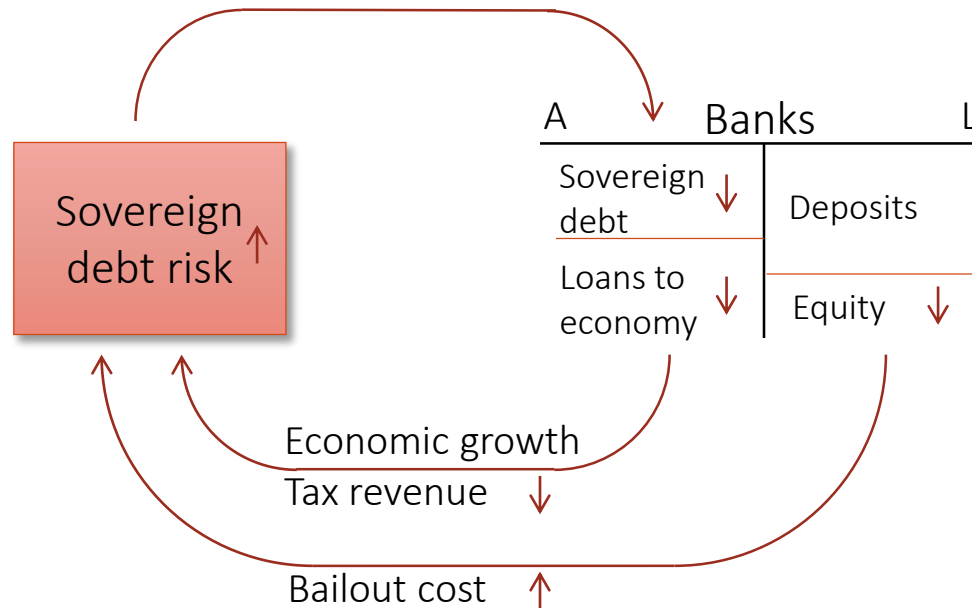 A
Banks
L
Sovereign
debt risk
Sovereign
debt
Deposits
Loans to
economy
Equity
Economic growth
Tax revenue
Bailout cost